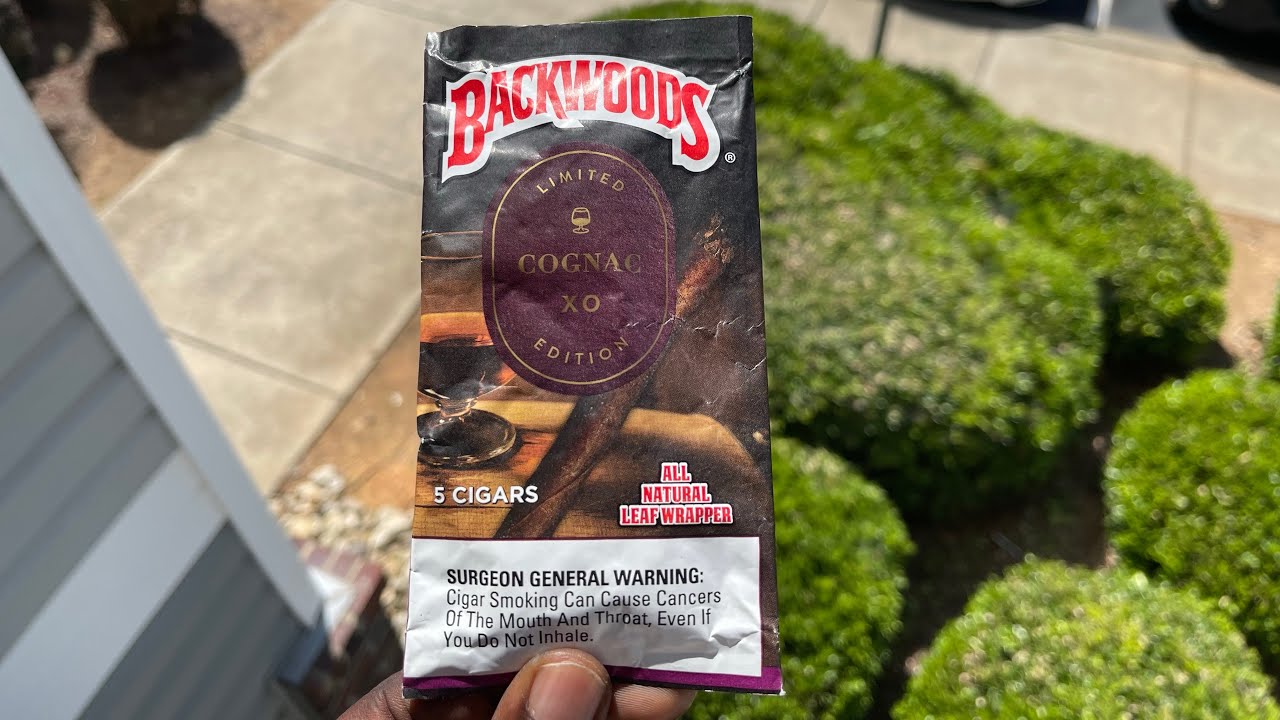 BACKWOODS®
LIMITED
COGNAC
XO
EDITION
5 CIGARS
ALL
NATURAL
LEAF WRAPPER
SURGEON GENERAL WARNING:
Cigar Smoking Can Cause Cancers
Of The Mouth And Throat, Even If
You Do Not Inhale.